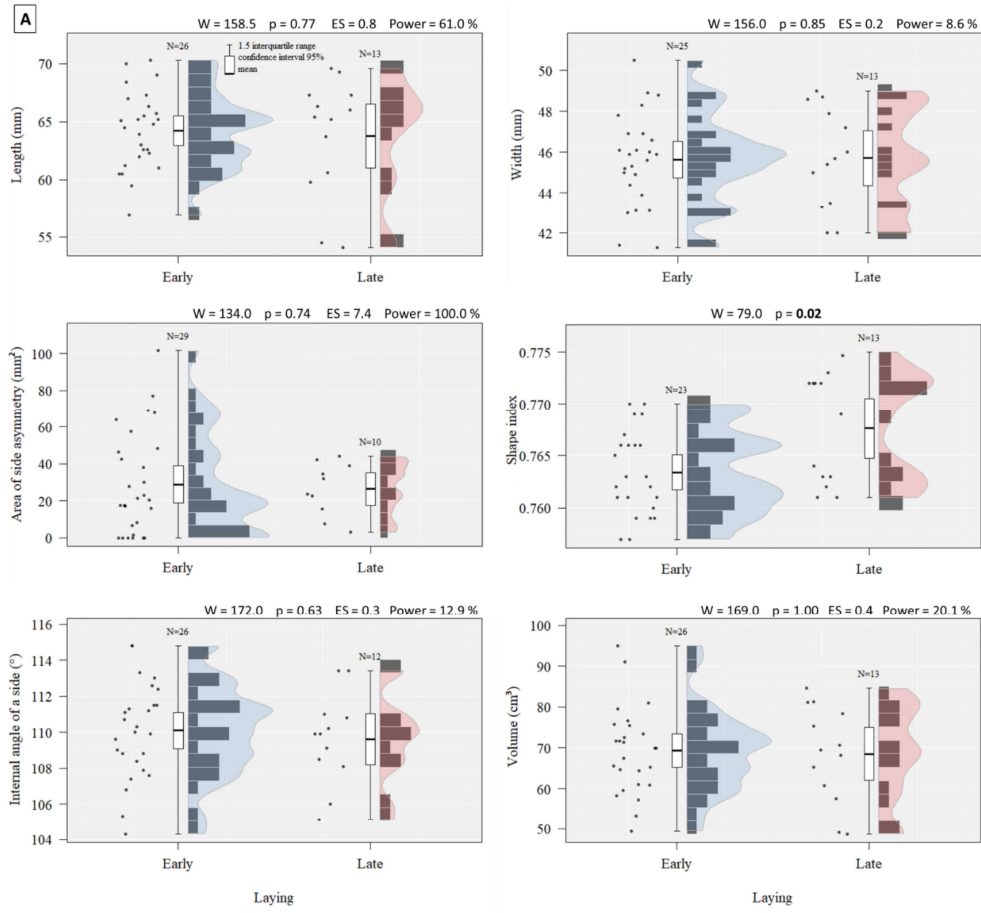 A
W = 158.5 p = 0.77 ES = 0.8 Power = 61.0 %
Length (mm)
70
65
60
55
N=26
1.5 interquartile range
confidence interval 95%
mean
N=13
Early
Late
W = 156.0 p = 0.85 ES = 0.2 Power = 8.6 %
Width (mm)
50
48
46
44
42
N=25
N=13
Early
Late
W = 134.0 p = 0.74 ES = 7.4 Power = 100.0 %
Area of side asymmetry (mm²)
100
80
60
40
20
0
N=29
N=10
Early
Late
W = 79.0 p = 0.02
Shape index
0.775
0.770
0.765
0.760
N=23
N=13
Early
Late
W = 172.0 p = 0.63 ES = 0.3 Power = 12.9 %
Internal angle of a side (°)
116
114
112
110
108
106
104
N=26
N=12
Early
Late
Laying
W = 169.0 p = 1.00 ES = 0.4 Power = 20.1 %
Volume (cm³)
100
90
80
70
60
50
N=26
N=13
Early
Late
Laying